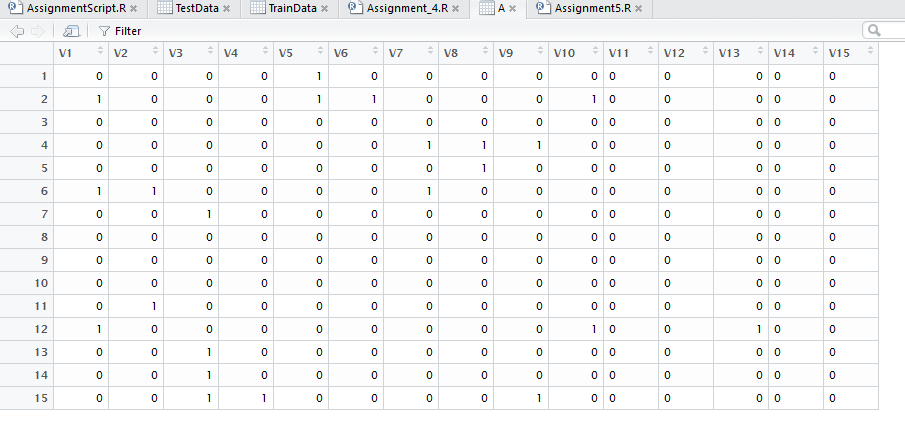 AssignmentScript.R TestData TrainData Assignment_4.R A Assignment5.R
Filter
V1 V2 V3 V4 V5 V6 V7 V8 V9 V10 V11 V12 V13 V14 V15
1 0 0 0 0 1 0 0 0 0 0 0 0 0 0 0
2 1 0 0 0 1 1 0 0 0 1 0 0 0 0 0
3 0 0 0 0 0 0 0 0 0 0 0 0 0 0 0
4 0 0 0 0 0 0 1 1 1 0 0 0 0 0 0
5 0 0 0 0 0 0 0 1 0 0 0 0 0 0 0
6 1 1 0 0 0 0 1 0 0 0 0 0 0 0 0
7 0 0 1 0 0 0 0 0 0 0 0 0 0 0 0
8 0 0 0 0 0 0 0 0 0 0 0 0 0 0 0
9 0 0 0 0 0 0 0 0 0 0 0 0 0 0 0
10 0 0 0 0 0 0 0 0 0 0 0 0 0 0 0
11 0 1 0 0 0 0 0 0 0 0 0 0 0 0 0
12 1 0 0 0 0 0 0 0 0 1 0 0 1 0 0
13 0 0 1 0 0 0 0 0 0 0 0 0 0 0 0
14 0 0 1 0 0 0 0 0 0 0 0 0 0 0 0
15 0 0 1 1 0 0 0 0 1 0 0 0 0 0 0